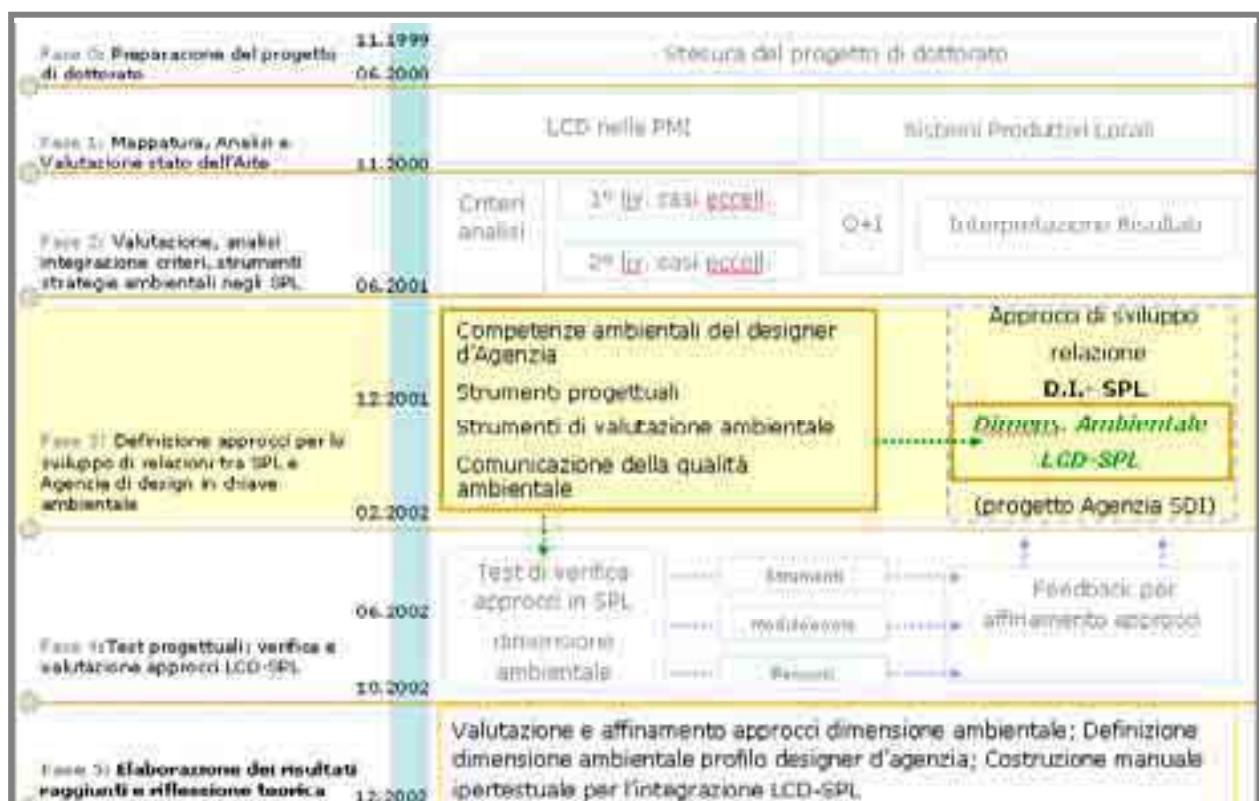 Fase 0: Preparazione del progetto
di dottorato
11.1999
06.2000
Stesura del progetto di dottorato
Fase 1: Mappatura, Analisi e
Valutazione stato dell'Arte
11.2000
LCD nelle PMI
Sistemi Produttivi Locali
Fase 2: Valutazione, analisi
integrazione criteri, strumenti
strategie ambientali negli SPL
06.2001
Criteri
analisi
1° liv. casi eccell.
2° liv. casi eccell.
O+I
Interpretazione Risultati
Fase 3: Definizione approcci per lo
sviluppo di relazioni tra SPL e
Agenzia di design in chiave
ambientale
12.2001
02.2002
Competenze ambientali del designer
d'Agenzia
Strumenti progettuali
Strumenti di valutazione ambientale
Comunicazione della qualità
ambientale
Approcci di sviluppo
relazione
D.I.- SPL
Dimens. Ambientale
LCD-SPL
(progetto Agenzia SDI)
Fase 4:Test progettuali; verifica e
valutazione approcci LCD-SPL
06.2002
10.2002
Test di verifica
approcci in SPL
dimensione
ambientale
Strumenti
Percorsi
Feedback per
affinamento approcci
Fase 5: Elaborazione dei risultati
raggiunti e riflessione teorica
12.2002
Valutazione e affinamento approcci dimensione ambientale; Definizione
dimensione ambientale profilo designer d'agenzia; Costruzione manuale
ipertestuale per l'integrazione LCD-SPL